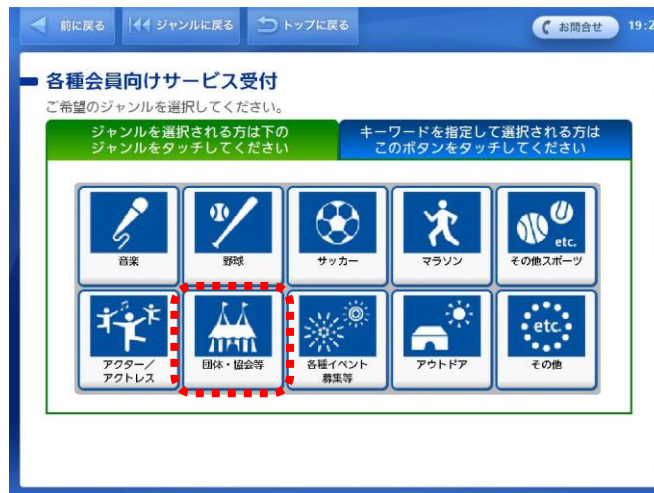 前に戻る
ジャンルに戻る
トップに戻る
お問合せ
19:2
各種会員向けサービス受付
ご希望のジャンルを選択してください。
ジャンルを選択される方は下の
ジャンルをタッチしてください
キーワードを指定して選択される方は
このボタンをタッチしてください
音楽
野球
サッカー
マラソン
etc.
その他スポーツ
アクター/
アクトレス
団体・協会等
各種イベント
募集等
アウトドア
etc.
その他